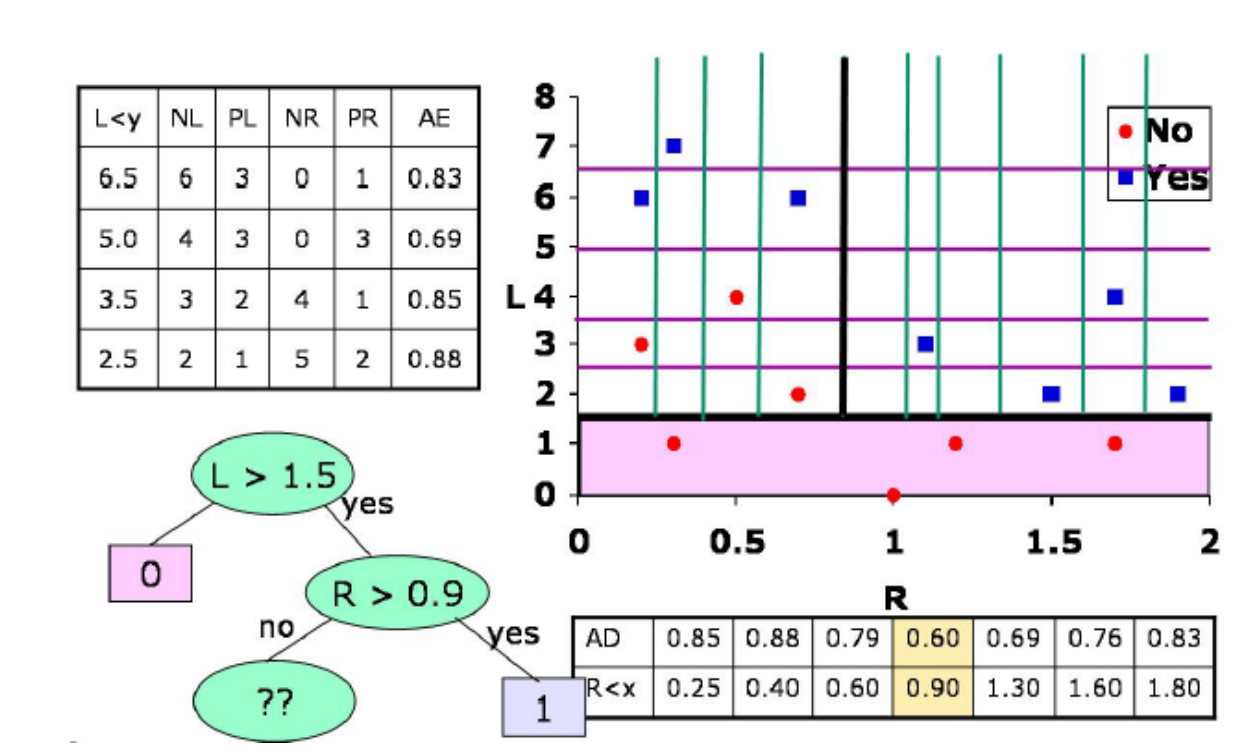 L<y NL PL NR PR AE
6.5 6 3 0 1 0.83
5.0 4 3 0 3 0.69
3.5 3 2 4 1 0.85
2.5 2 1 5 2 0.88
8
7
6
5
L 4
3
2
1
0
0 0.5 1 1.5 2
R
No
Yes
L > 1.5
yes
0
R > 0.9
no
yes
??
1
AD 0.85 0.88 0.79 0.60 0.69 0.76 0.83
R<x 0.25 0.40 0.60 0.90 1.30 1.60 1.80